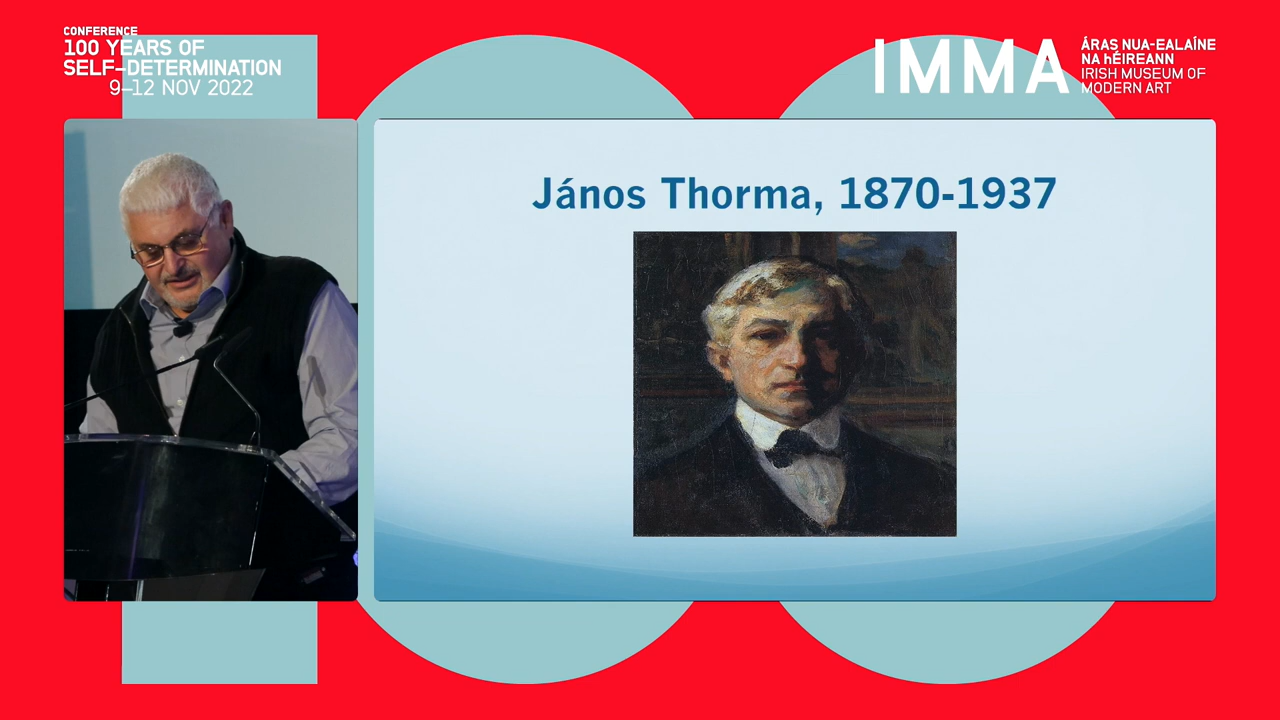 CONFERENCE
100 YEARS OF
SELF-DETERMINATION
9–12 NOV 2022
IMMA
ÁRAS NUA-EALAÍNE
NA hÉIREANN
IRISH MUSEUM OF
MODERN ART
János Thorma, 1870-1937